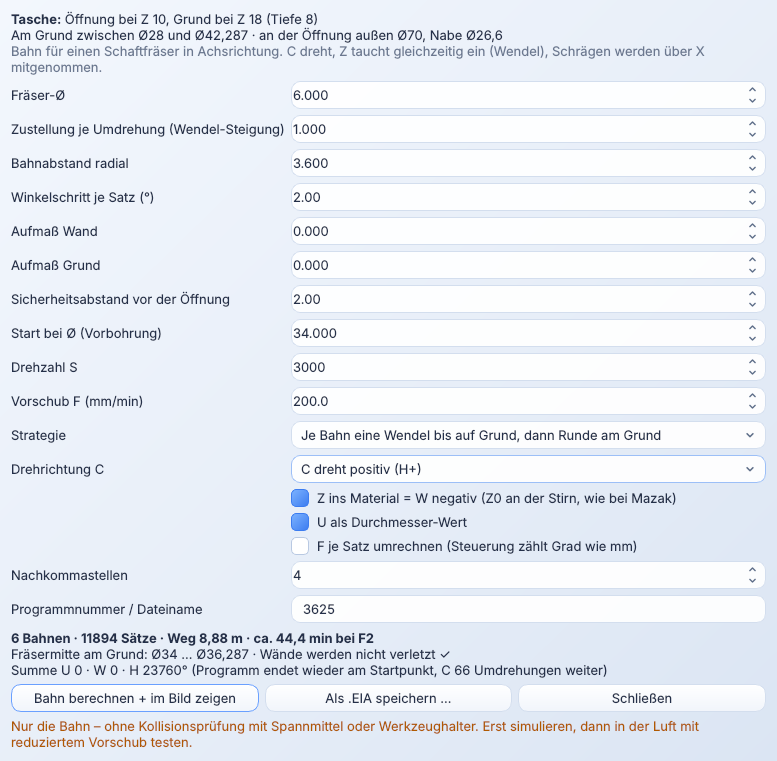 Tasche: Öffnung bei Z 10, Grund bei Z 18 (Tiefe 8)
Am Grund zwischen Ø28 und Ø42,287 · an der Öffnung außen Ø70, Nabe Ø26,6
Bahn für einen Schaftfräser in Achsrichtung. C dreht, Z taucht gleichzeitig ein (Wendel), Schrägen werden über X
mitgenommen.
Fräser-Ø 6.000
Zustellung je Umdrehung (Wendel-Steigung) 1.000
Bahnabstand radial 3.600
Winkelschritt je Satz (°) 2.00
Aufmaß Wand 0.000
Aufmaß Grund 0.000
Sicherheitsabstand vor der Öffnung 2.00
Start bei Ø (Vorbohrung) 34.000
Drehzahl S 3000
Vorschub F (mm/min) 200.0
Strategie Je Bahn eine Wendel bis auf Grund, dann Runde am Grund
Drehrichtung C C dreht positiv (H+)
Z ins Material = W negativ (Z0 an der Stirn, wie bei Mazak)
U als Durchmesser-Wert
F je Satz umrechnen (Steuerung zählt Grad wie mm)
Nachkommastellen 4
Programmnummer / Dateiname 3625
6 Bahnen · 11894 Sätze · Weg 8,88 m · ca. 44,4 min bei F2
Fräsermitte am Grund: Ø34 … Ø36,287 · Wände werden nicht verletzt ✓
Summe U 0 · W 0 · H 23760° (Programm endet wieder am Startpunkt, C 66 Umdrehungen weiter)
Bahn berechnen + im Bild zeigen Als .EIA speichern … Schließen
Nur die Bahn – ohne Kollisionsprüfung mit Spannmittel oder Werkzeughalter. Erst simulieren, dann in der Luft mit
reduziertem Vorschub testen.